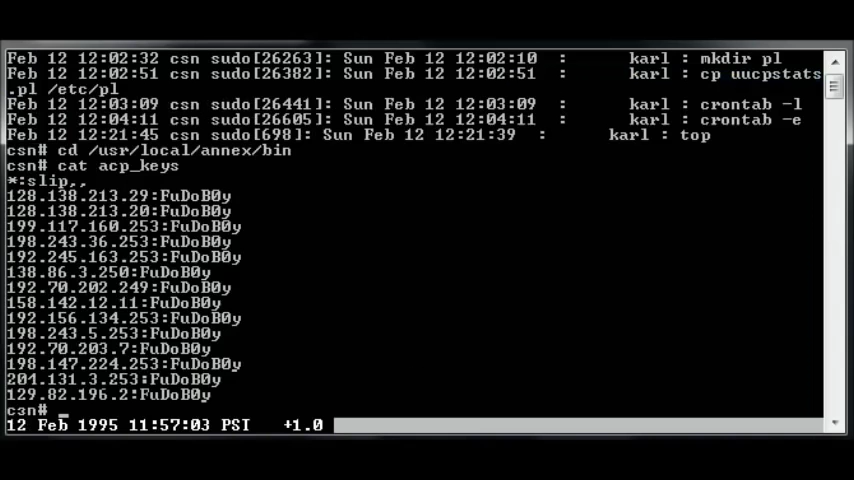 Feb 12 12:02:32 csn sudo[26263]: Sun Feb 12 12:02:10 : karl : mkdir pl
Feb 12 12:02:51 csn sudo[26382]: Sun Feb 12 12:02:51 : karl : cp uucpstats
.pl /etc/pl
Feb 12 12:03:09 csn sudo[26441]: Sun Feb 12 12:03:09 : karl : crontab -l
Feb 12 12:04:11 csn sudo[26605]: Sun Feb 12 12:04:11 : karl : crontab -e
Feb 12 12:21:45 csn sudo[698]: Sun Feb 12 12:21:39 : karl : top
csn# cd /usr/local/annex/bin
csn# cat acp_keys
*:slip,,
128.138.213.29:FuDoB0y
128.138.213.20:FuDoB0y
199.117.160.253:FuDoB0y
198.243.36.253:FuDoB0y
192.245.163.253:FuDoB0y
138.86.3.250:FuDoB0y
192.70.202.249:FuDoB0y
158.142.12.11:FuDoB0y
192.156.134.253:FuDoB0y
198.243.5.253:FuDoB0y
192.70.203.7:FuDoB0y
198.147.224.253:FuDoB0y
204.131.3.253:FuDoB0y
129.82.196.2:FuDoB0y
csn# _
12 Feb 1995 11:57:03 PST +1.0